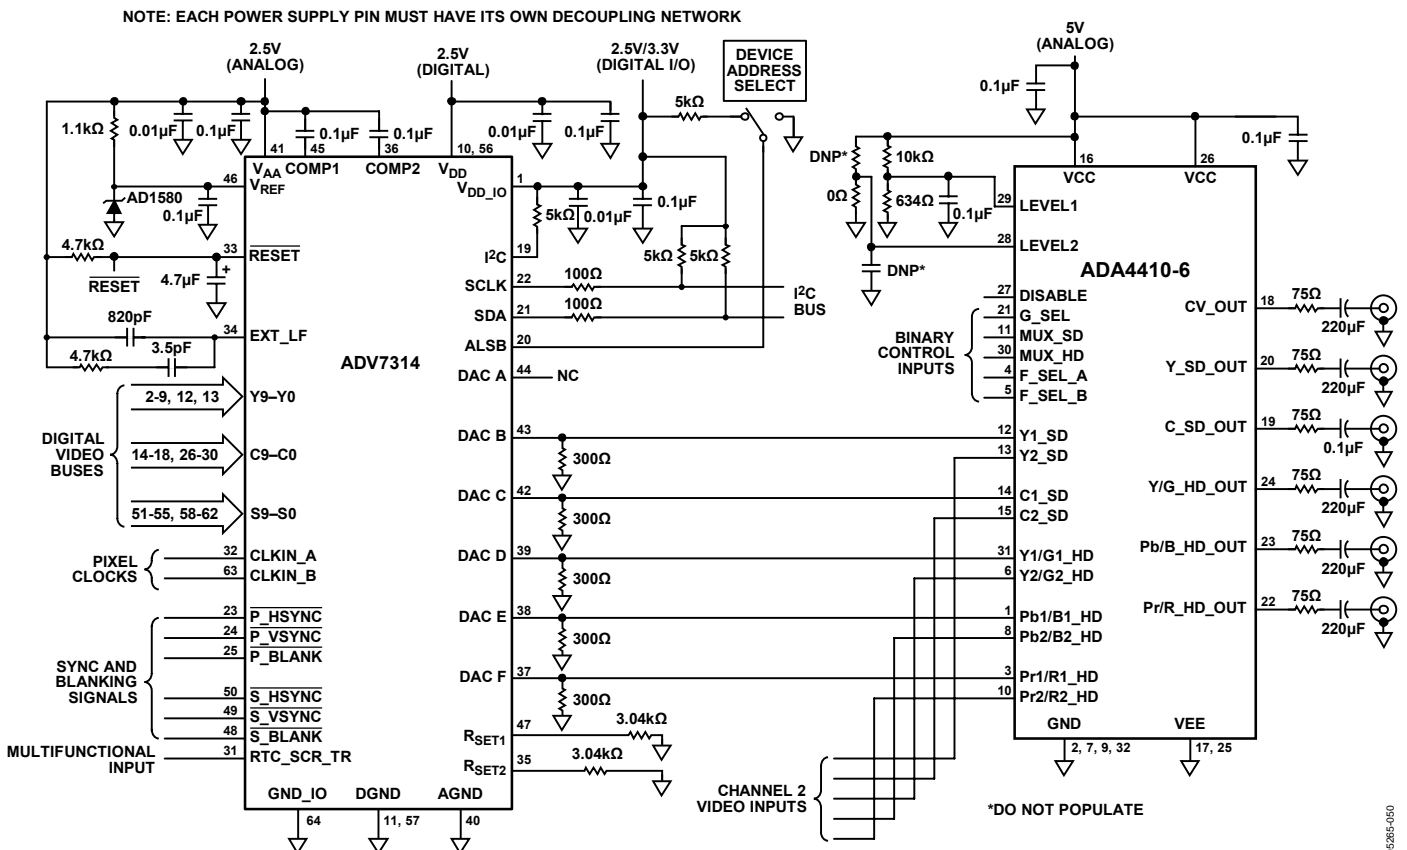 NOTE: EACH POWER SUPPLY PIN MUST HAVE ITS OWN DECOUPLING NETWORK
2.5V
(ANALOG)
2.5V
(DIGITAL)
2.5V/3.3V
(DIGITAL I/O)
DEVICE
ADDRESS
SELECT
5V
(ANALOG)
1.1kΩ
0.01µF
0.1µF
0.1µF
0.1µF
0.01µF
0.1µF
5kΩ
0.1µF
0.1µF
41
45
36
10, 56
VAA
COMP1
COMP2
VDD
46
VREF
VDD_IO
1
AD1580
0.1µF
5kΩ
0.01µF
0.1µF
4.7kΩ
33
RESET
RESET
4.7µF
+
I2C
19
5kΩ
5kΩ
SCLK
22
100Ω
SDA
21
100Ω
I2C
BUS
820pF
34
EXT_LF
3.5pF
4.7kΩ
ALSB
20
ADV7314
DAC A
44
NC
DIGITAL
VIDEO
BUSES
2-9, 12, 13
Y9–Y0
14-18, 26-30
C9–C0
51-55, 58-62
S9–S0
DAC B
43
300Ω
DAC C
42
300Ω
DAC D
39
300Ω
DAC E
38
300Ω
DAC F
37
300Ω
PIXEL
CLOCKS
32
CLKIN_A
63
CLKIN_B
SYNC AND
BLANKING
SIGNALS
23
P_HSYNC
24
P_VSYNC
25
P_BLANK
50
S_HSYNC
49
S_VSYNC
48
S_BLANK
MULTIFUNCTIONAL
INPUT
31
RTC_SCR_TR
RSET1
47
3.04kΩ
RSET2
35
3.04kΩ
GND_IO
DGND
AGND
64
11, 57
40
DNP*
10kΩ
0Ω
634Ω
0.1µF
DNP*
16
VCC
26
VCC
29
LEVEL1
28
LEVEL2
ADA4410-6
27
DISABLE
BINARY
CONTROL
INPUTS
21
G_SEL
11
MUX_SD
30
MUX_HD
4
F_SEL_A
5
F_SEL_B
12
Y1_SD
13
Y2_SD
14
C1_SD
15
C2_SD
31
Y1/G1_HD
6
Y2/G2_HD
1
Pb1/B1_HD
8
Pb2/B2_HD
3
Pr1/R1_HD
10
Pr2/R2_HD
CV_OUT
18
75Ω
220µF
Y_SD_OUT
20
75Ω
220µF
C_SD_OUT
19
75Ω
0.1µF
Y/G_HD_OUT
24
75Ω
220µF
Pb/B_HD_OUT
23
75Ω
220µF
Pr/R_HD_OUT
22
75Ω
220µF
GND
VEE
2, 7, 9, 32
17, 25
CHANNEL 2
VIDEO INPUTS
*DO NOT POPULATE
05265-050